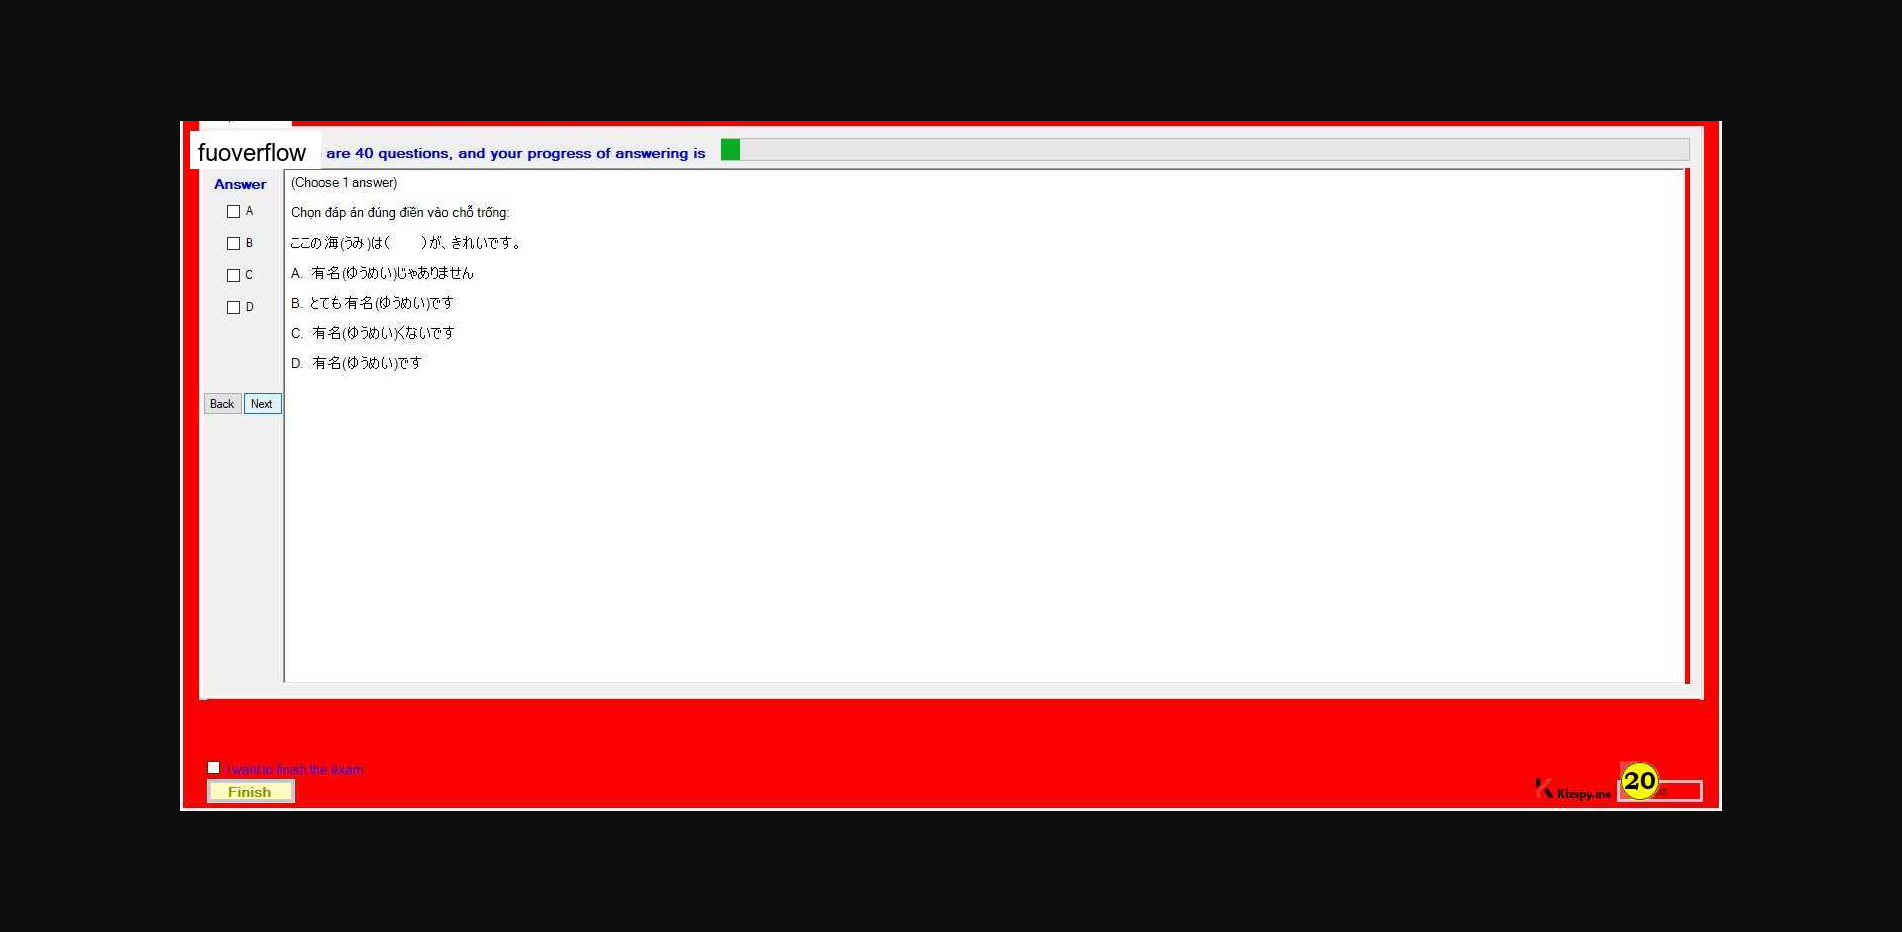 fuoverflow are 40 questions, and your progress of answering is
Answer
(Choose 1 answer)
A
Chọn đáp án đúng điền vào chỗ trống:
B
ここの海(うみ)は(　　)が、きれいです。
C
A. 有名(ゆうめい)じゃありません
D
B. とても有名(ゆうめい)です
C. 有名(ゆうめい)くないです
D. 有名(ゆうめい)です
Back Next
I want to finish the exam
Finish
Kizspy.me
20